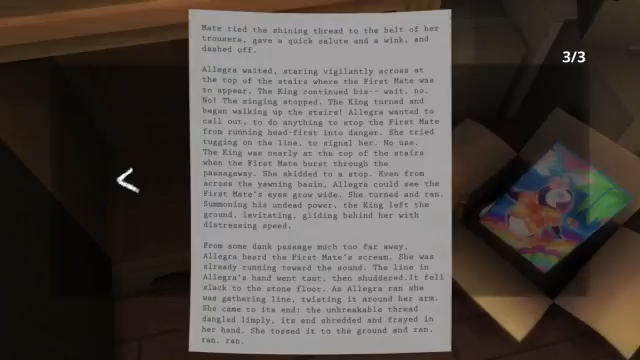 Mate tied the shining thread to the belt of her
trousers, gave a quick salute and a wink, and
dashed off.
Allegra waited, staring vigilantly across at
the top of the stairs where the First Mate was
to appear. The King continued his-- wait, no.
No! The singing stopped. The King turned and
began walking up the stairs! Allegra wanted to
call out, to do anything to stop the First Mate
from running head-first into danger. She tried
tugging on the line, to signal her. No use.
The King was nearly at the top of the stairs
when the First Mate burst through the
passageway. She skidded to a stop. Even from
across the yawning basin, Allegra could see the
First Mate's eyes grow wide. She turned and ran.
Summoning his undead power, the King left the
ground, levitating, gliding behind her with
distressing speed.
From some dank passage much too far away,
Allegra heard the First Mate's scream. She was
already running toward the sound. The line in
Allegra's hand went taut, then shuddered.It fell
slack to the stone floor. As Allegra ran she
was gathering line, twisting it around her arm.
She came to its end: the unbreakable thread
dangled limply, its end shredded and frayed in
her hand. She tossed it to the ground and ran,
ran, ran.
3/3